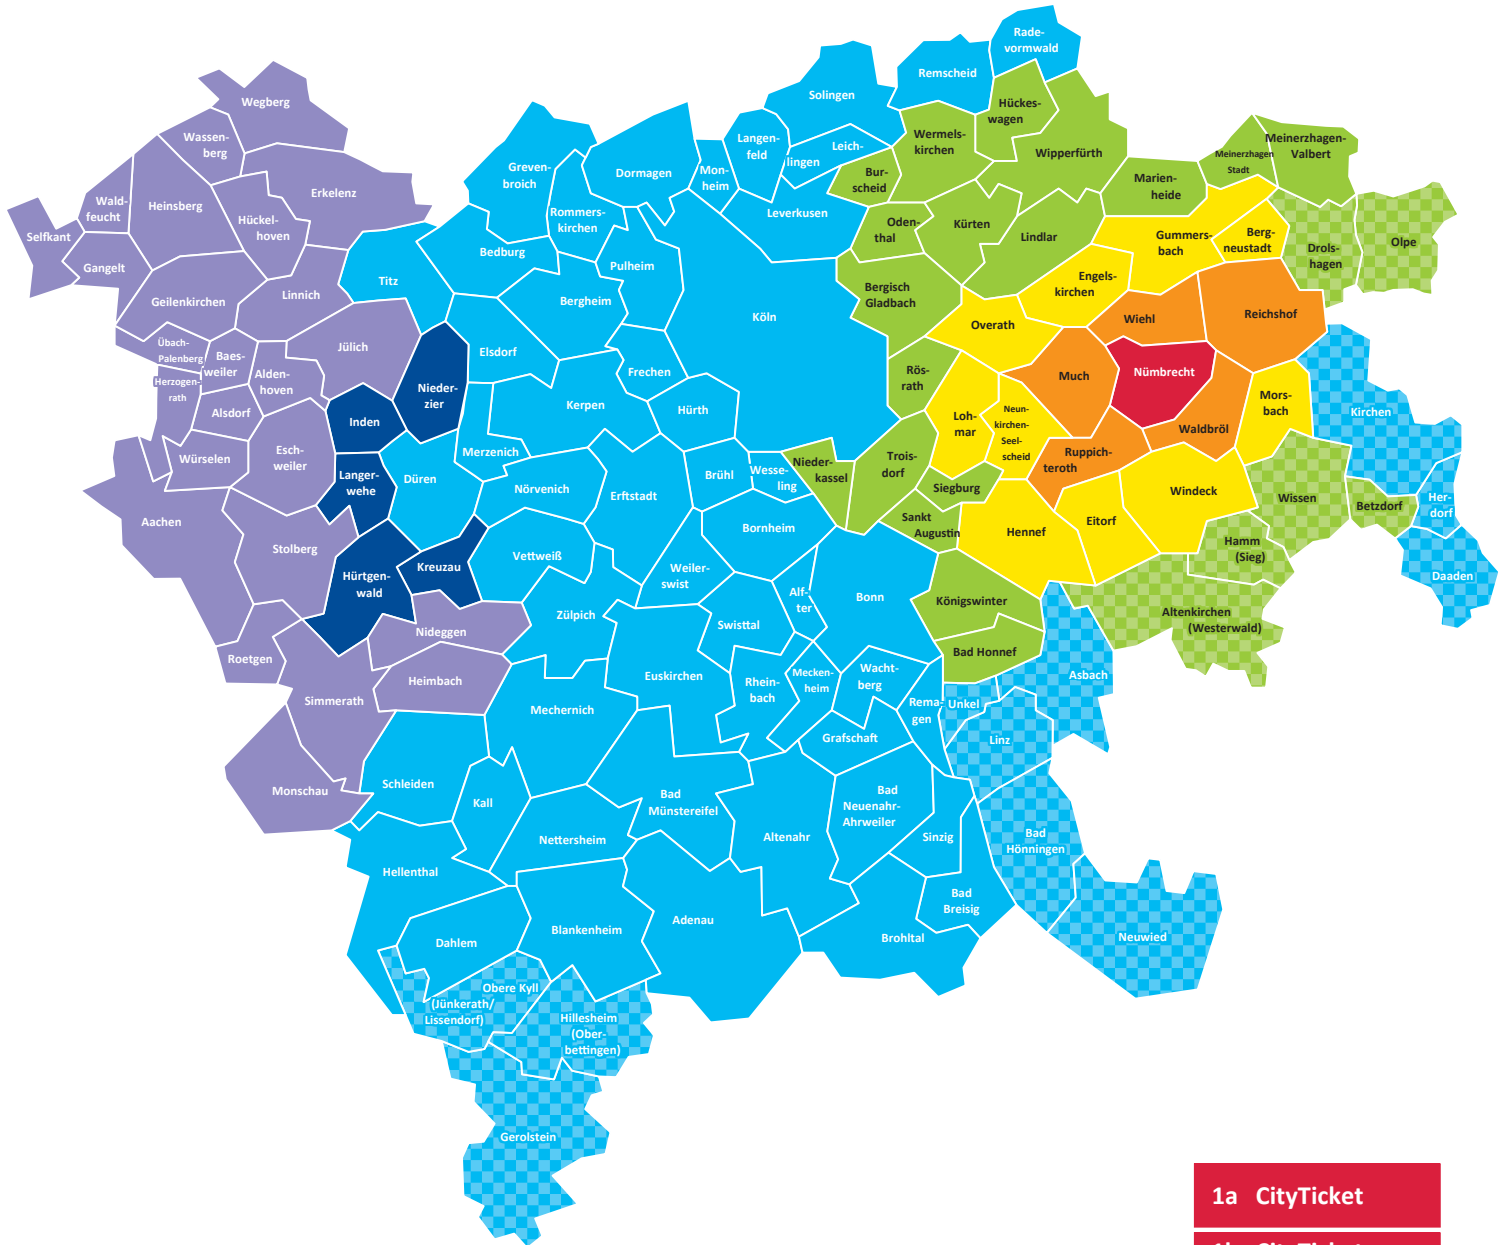 Rade-
vormwald
Remscheid
Solingen
Hückes-
wagen
Wegberg
Wermels-
kirchen
Wipperfürth
Wassen-
berg
Langen-
feld
Leich-
lingen
Meinerzhagen-
Valbert
Meinerzhagen
Stadt
Greven-
broich
Dormagen
Mon-
heim
Bur-
scheid
Marien-
heide
Erkelenz
Wald-
feucht
Heinsberg
Hückel-
hoven
Rommers-
kirchen
Leverkusen
Oden-
thal
Kürten
Lindlar
Gummers-
bach
Berg-
neustadt
Drols-
hagen
Olpe
Selfkant
Gangelt
Bedburg
Pulheim
Titz
Geilenkirchen
Linnich
Bergheim
Bergisch
Gladbach
Engels-
kirchen
Köln
Overath
Wiehl
Reichshof
Übach-
Palenberg
Baes-
weiler
Jülich
Elsdorf
Herzogen-
rath
Alden-
hoven
Nieder-
zier
Frechen
Rös-
rath
Much
Nümbrecht
Alsdorf
Inden
Kerpen
Hürth
Loh-
mar
Neun-
kirchen-
Seel-
scheid
Mors-
bach
Kirchen
Waldbröl
Würselen
Esch-
weiler
Merzenich
Ruppich-
teroth
Langer-
wehe
Düren
Nörvenich
Erftstadt
Brühl
Wesse-
ling
Nieder-
kassel
Trois-
dorf
Siegburg
Windeck
Wissen
Betzdorf
Her-
dorf
Aachen
Stolberg
Bornheim
Sankt
Augustin
Hennef
Eitorf
Hamm
(Sieg)
Vettweiß
Kreuzau
Hürtgen-
wald
Weiler-
swist
Daaden
Alf-
ter
Bonn
Königswinter
Altenkirchen
(Westerwald)
Nideggen
Zülpich
Swisttal
Bad Honnef
Roetgen
Simmerath
Heimbach
Euskirchen
Rhein-
bach
Mecken-
heim
Wacht-
berg
Asbach
Mechernich
Rema-
gen
Unkel
Linz
Grafschaft
Monschau
Schleiden
Kall
Bad
Münstereifel
Bad
Neuenahr-
Ahrweiler
Nettersheim
Altenahr
Sinzig
Bad
Hönningen
Hellenthal
Bad
Breisig
Adenau
Blankenheim
Dahlem
Brohltal
Neuwied
Obere Kyll
(Jünkerath/
Lissendorf)
Hillesheim
(Ober-
bettingen)
Gerolstein
1a CityTicket